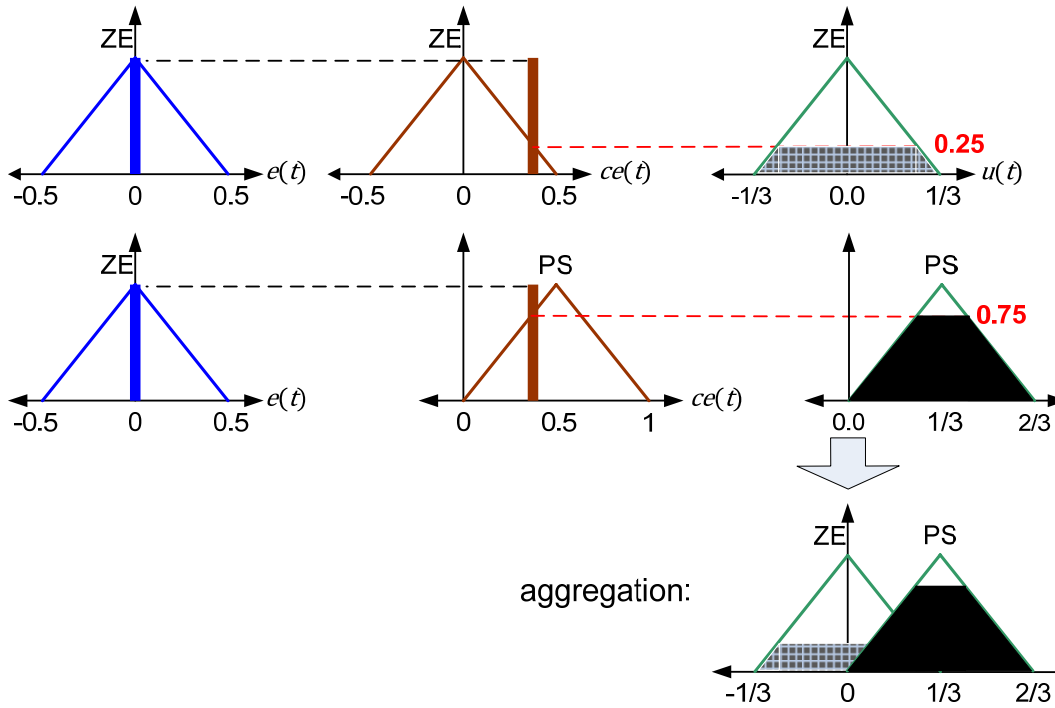 ZE ZE ZE
0.25
-0.5 0 0.5 e(t) -0.5 0 0.5 ce(t) -1/3 0.0 1/3 u(t)
ZE PS PS
0.75
-0.5 0 0.5 e(t) 0 0.5 1 ce(t) 0.0 1/3 2/3
ZE PS
aggregation:
-1/3 0 1/3 2/3